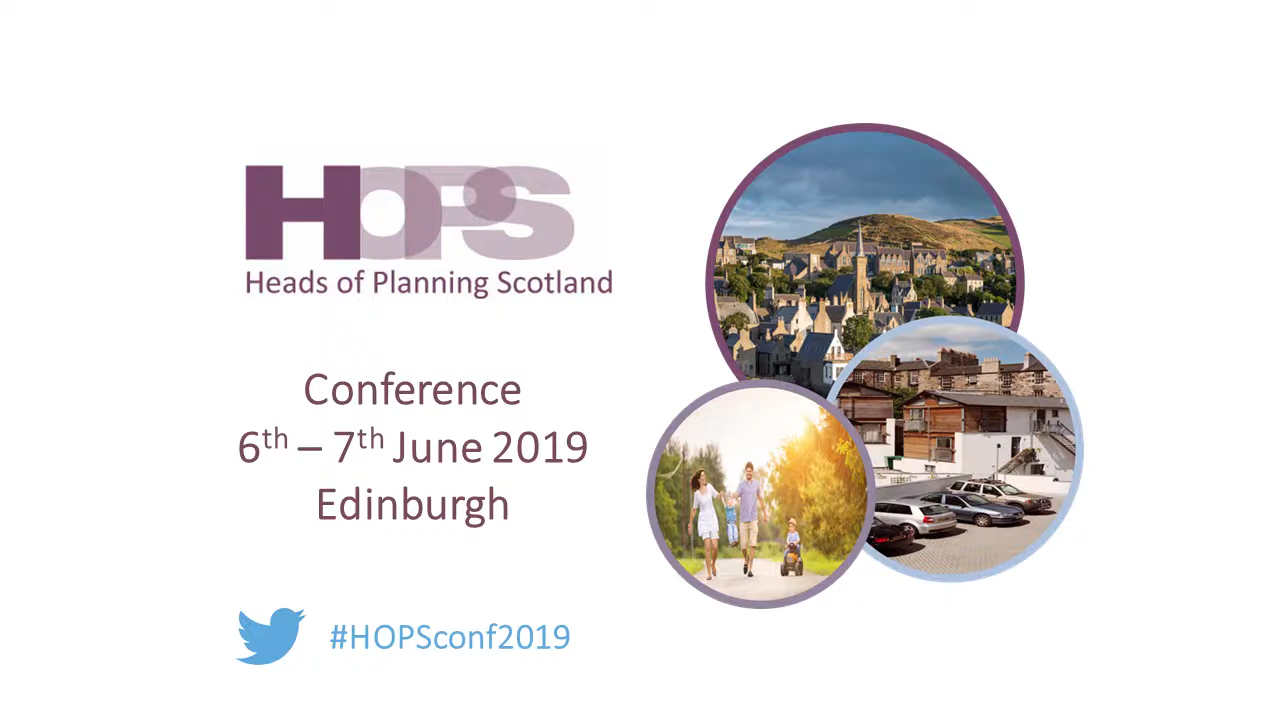 HOPS
Heads of Planning Scotland
Conference
6th – 7th June 2019
Edinburgh
#HOPSconf2019